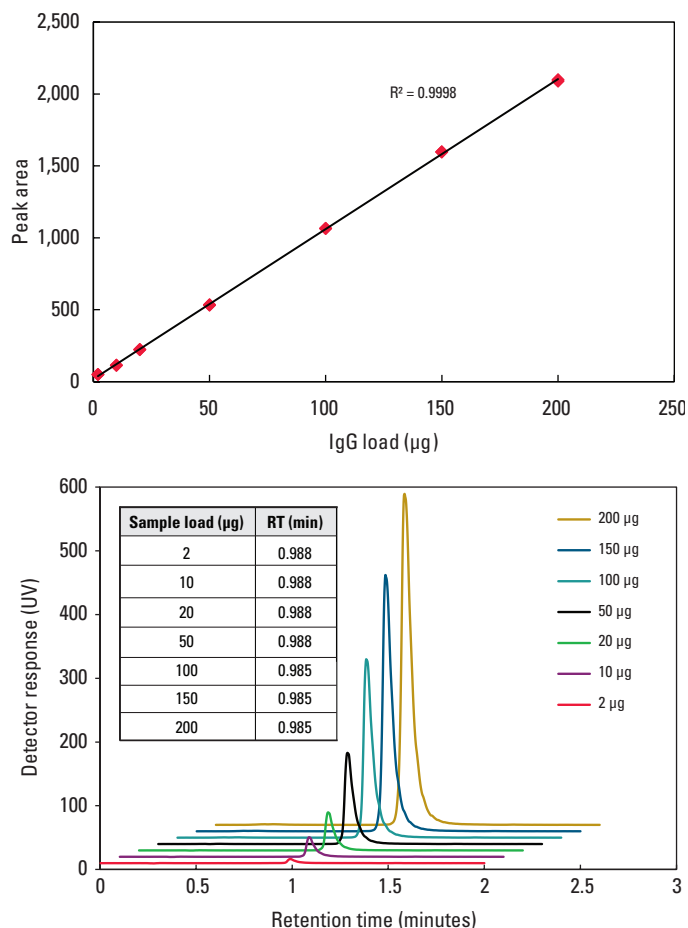 2,500
2,000
1,500
1,000
500
0
Peak area
R² = 0.9998
0 50 100 150 200 250
IgG load (µg)
600
500
400
300
200
100
0
Detector response (UV)
Sample load (µg) RT (min)
2 0.988
10 0.988
20 0.988
50 0.988
100 0.985
150 0.985
200 0.985
200 µg
150 µg
100 µg
50 µg
20 µg
10 µg
2 µg
0 0.5 1 1.5 2 2.5 3
Retention time (minutes)